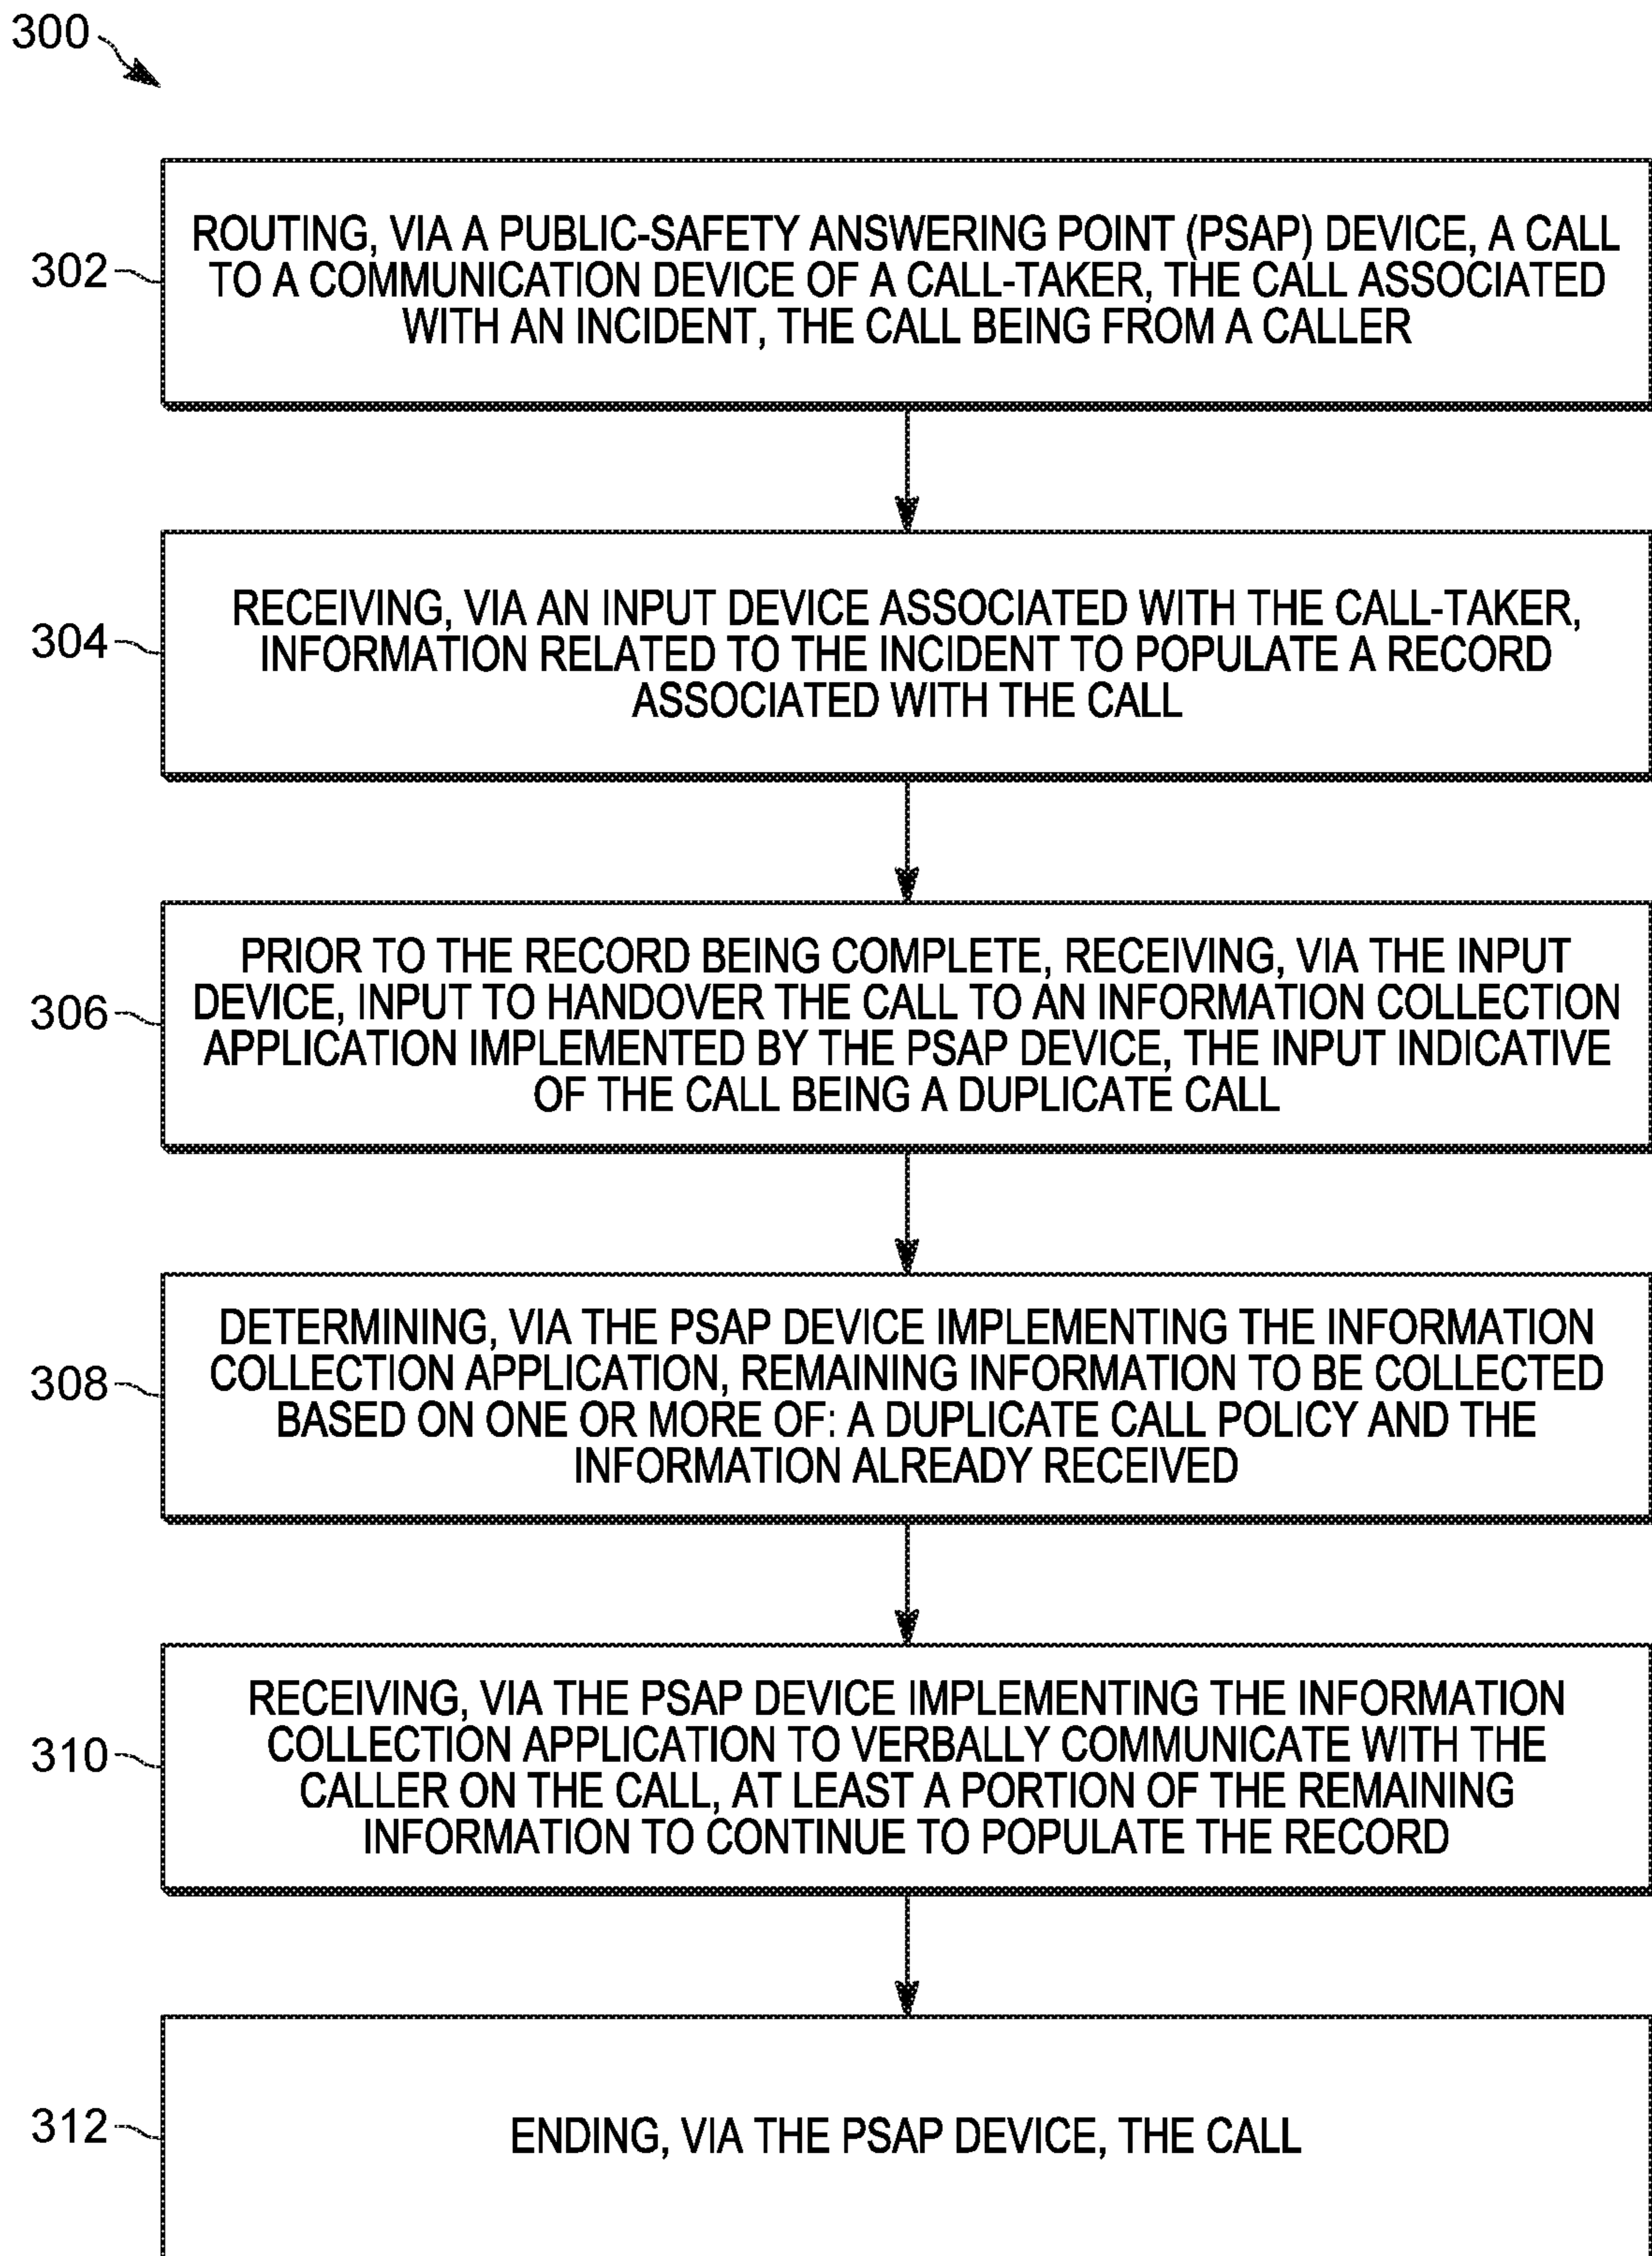 300
302
ROUTING, VIA A PUBLIC-SAFETY ANSWERING POINT (PSAP) DEVICE, A CALL
TO A COMMUNICATION DEVICE OF A CALL-TAKER, THE CALL ASSOCIATED
WITH AN INCIDENT, THE CALL BEING FROM A CALLER
304
RECEIVING, VIA AN INPUT DEVICE ASSOCIATED WITH THE CALL-TAKER,
INFORMATION RELATED TO THE INCIDENT TO POPULATE A RECORD
ASSOCIATED WITH THE CALL
306
PRIOR TO THE RECORD BEING COMPLETE, RECEIVING, VIA THE INPUT
DEVICE, INPUT TO HANDOVER THE CALL TO AN INFORMATION COLLECTION
APPLICATION IMPLEMENTED BY THE PSAP DEVICE, THE INPUT INDICATIVE
OF THE CALL BEING A DUPLICATE CALL
308
DETERMINING, VIA THE PSAP DEVICE IMPLEMENTING THE INFORMATION
COLLECTION APPLICATION, REMAINING INFORMATION TO BE COLLECTED
BASED ON ONE OR MORE OF: A DUPLICATE CALL POLICY AND THE
INFORMATION ALREADY RECEIVED
310
RECEIVING, VIA THE PSAP DEVICE IMPLEMENTING THE INFORMATION
COLLECTION APPLICATION TO VERBALLY COMMUNICATE WITH THE
CALLER ON THE CALL, AT LEAST A PORTION OF THE REMAINING
INFORMATION TO CONTINUE TO POPULATE THE RECORD
312
ENDING, VIA THE PSAP DEVICE, THE CALL